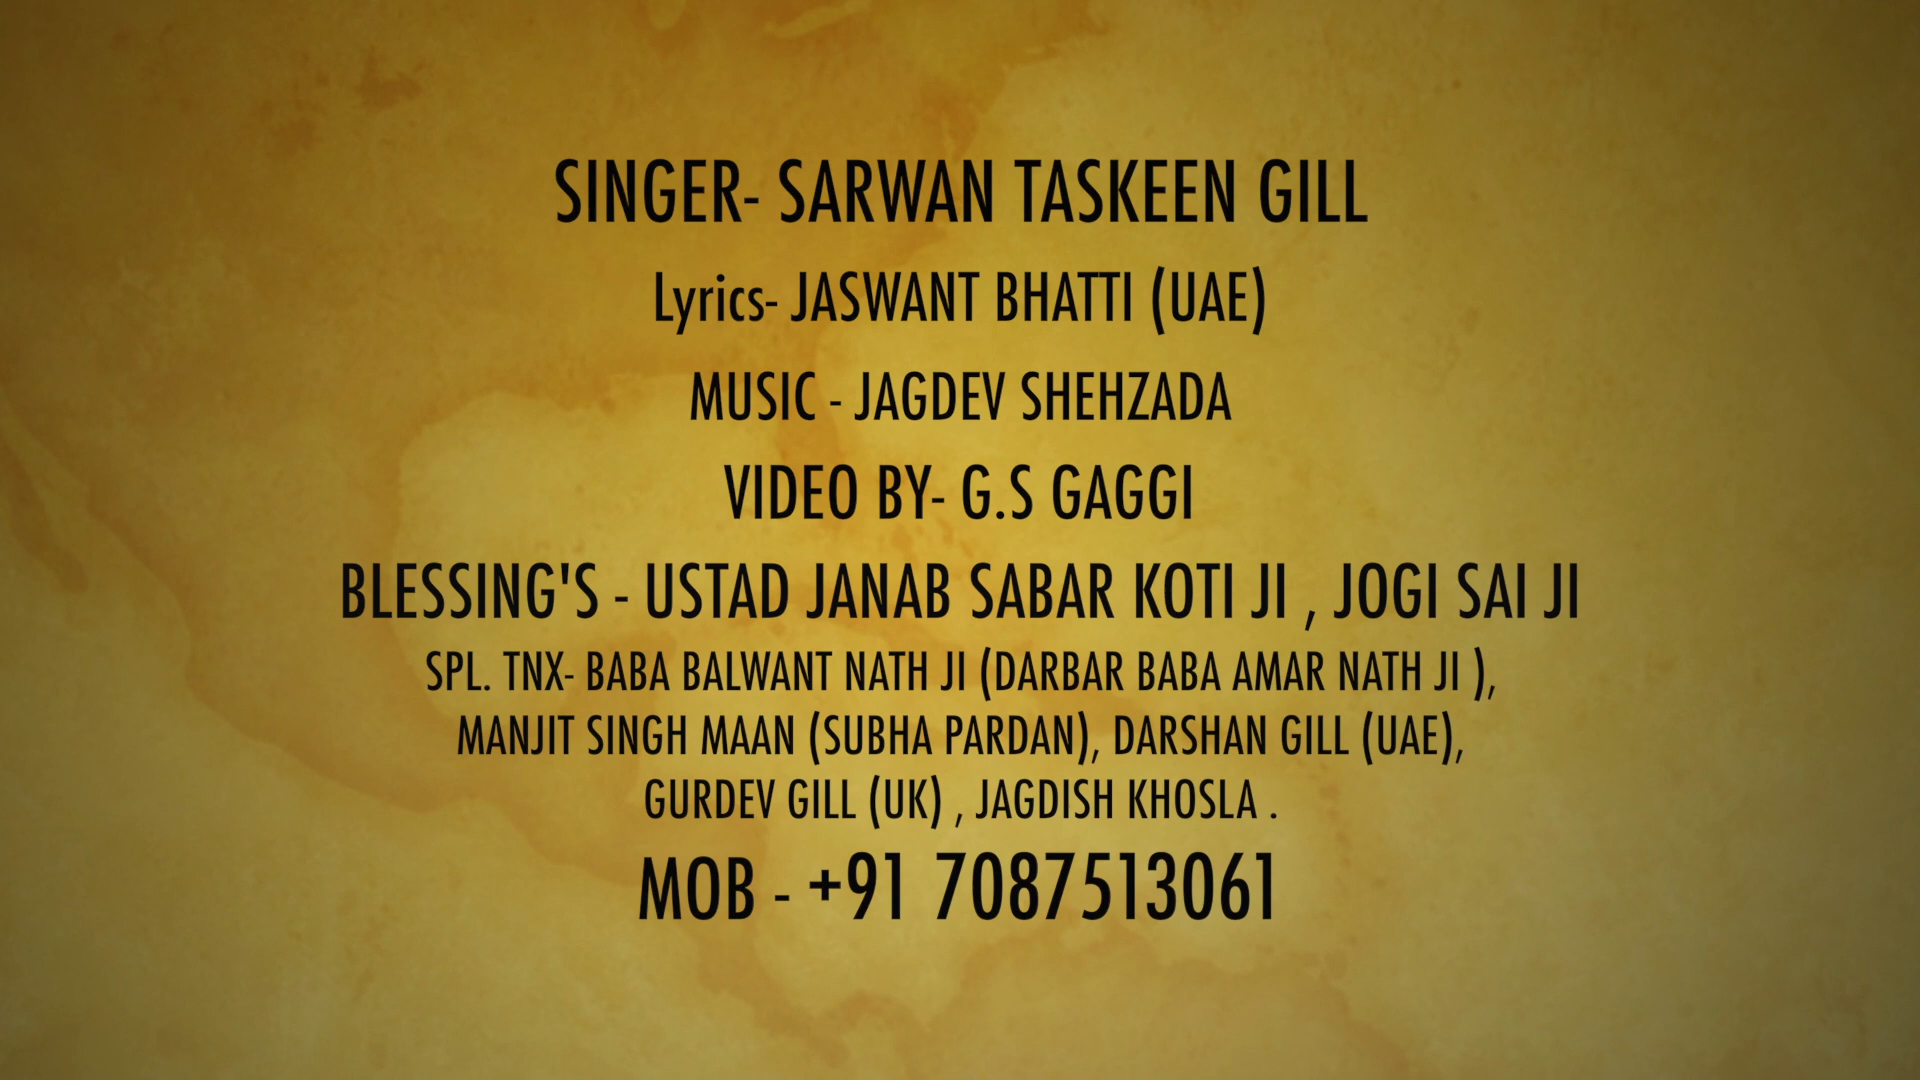 SINGER- SARWAN TASKEEN GILL
Lyrics- JASWANT BHATTI (UAE)
MUSIC - JAGDEV SHEHZADA
VIDEO BY- G.S GAGGI
BLESSING'S - USTAD JANAB SABAR KOTI JI , JOGI SAI JI
SPL. TNX- BABA BALWANT NATH JI (DARBAR BABA AMAR NATH JI ),
MANJIT SINGH MAAN (SUBHA PARDAN), DARSHAN GILL (UAE),
GURDEV GILL (UK) , JAGDISH KHOSLA .
MOB - +91 7087513061